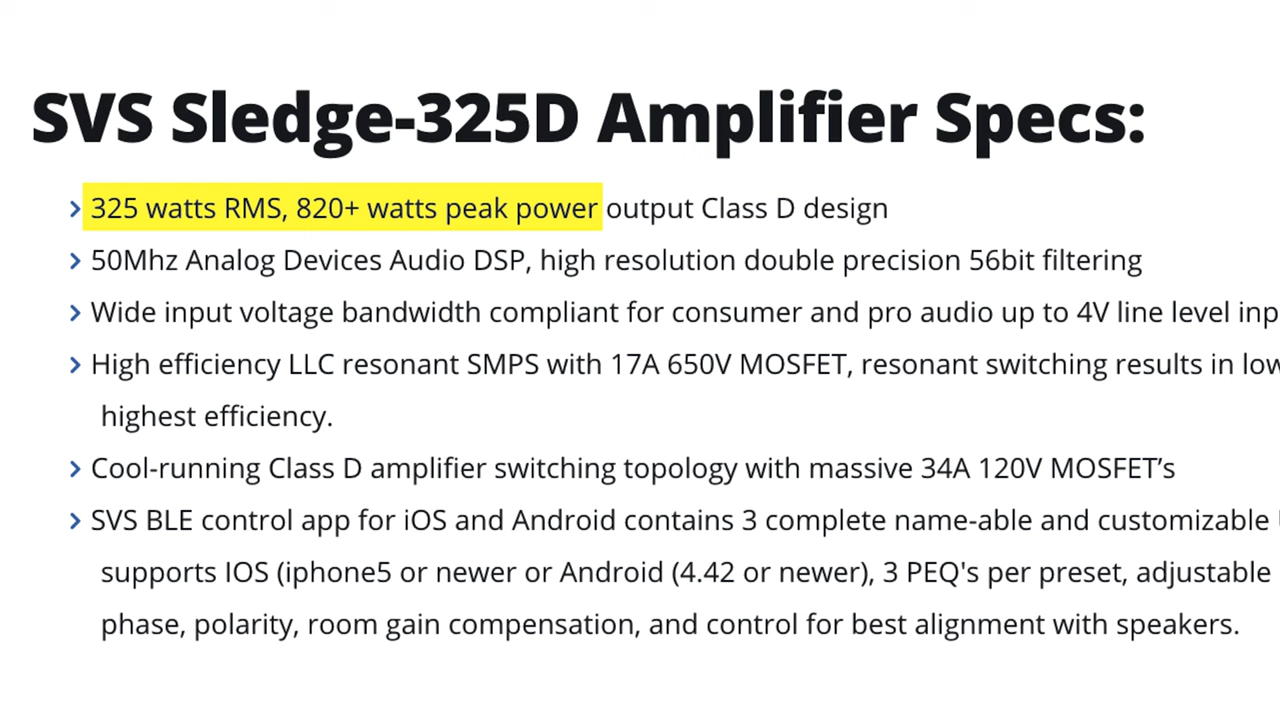 SVS Sledge-325D Amplifier Specs:
325 watts RMS, 820+ watts peak power output Class D design
50Mhz Analog Devices Audio DSP, high resolution double precision 56bit filtering
Wide input voltage bandwidth compliant for consumer and pro audio up to 4V line level inp
High efficiency LLC resonant SMPS with 17A 650V MOSFET, resonant switching results in low
highest efficiency.
Cool-running Class D amplifier switching topology with massive 34A 120V MOSFET’s
SVS BLE control app for iOS and Android contains 3 complete name-able and customizable
supports IOS (iphone5 or newer or Android (4.42 or newer), 3 PEQ's per preset, adjustable
phase, polarity, room gain compensation, and control for best alignment with speakers.